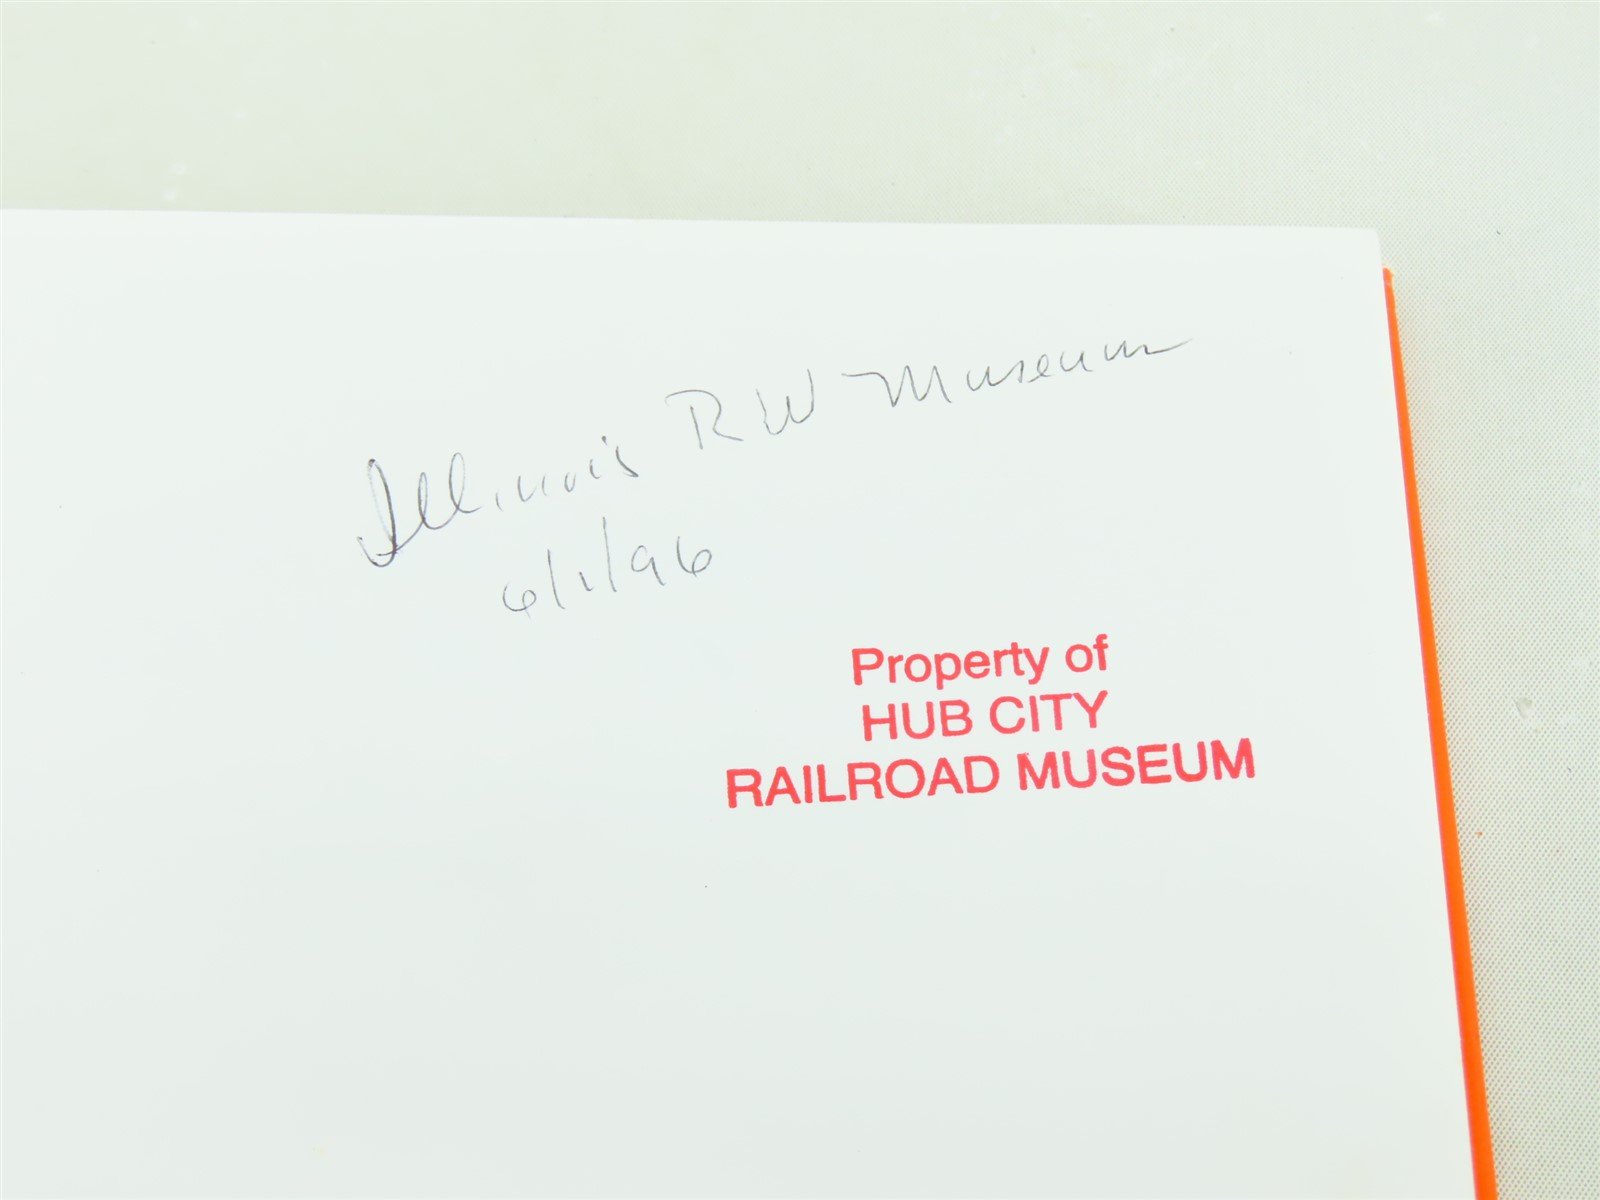 Illinois RW Museum
6/1/96
Property of
HUB CITY
RAILROAD MUSEUM